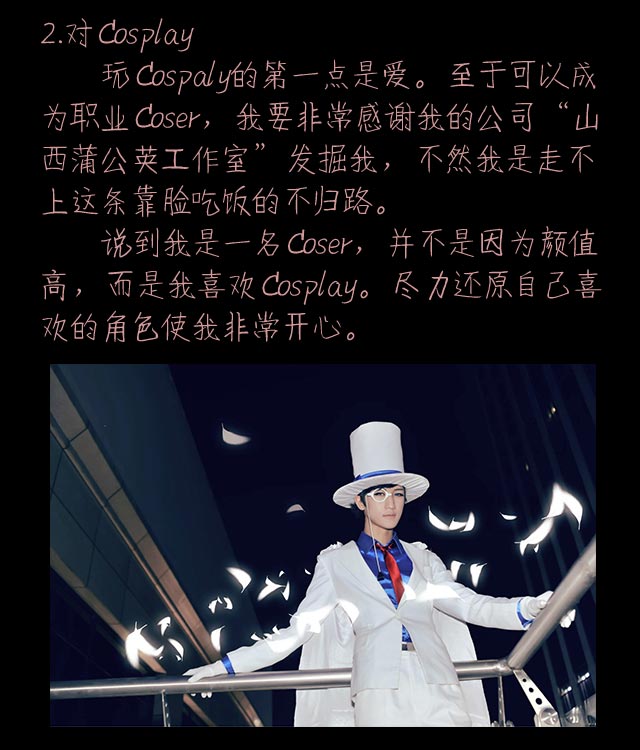 2.对Cosplay
玩Cospaly的第一点是爱。至于可以成
为职业Coser，我要非常感谢我的公司“山
西蒲公英工作室”发掘我，不然我是走不
上这条靠脸吃饭的不归路。
说到我是一名Coser，并不是因为颜值
高，而是我喜欢Cosplay。尽力还原自己喜
欢的角色使我非常开心。